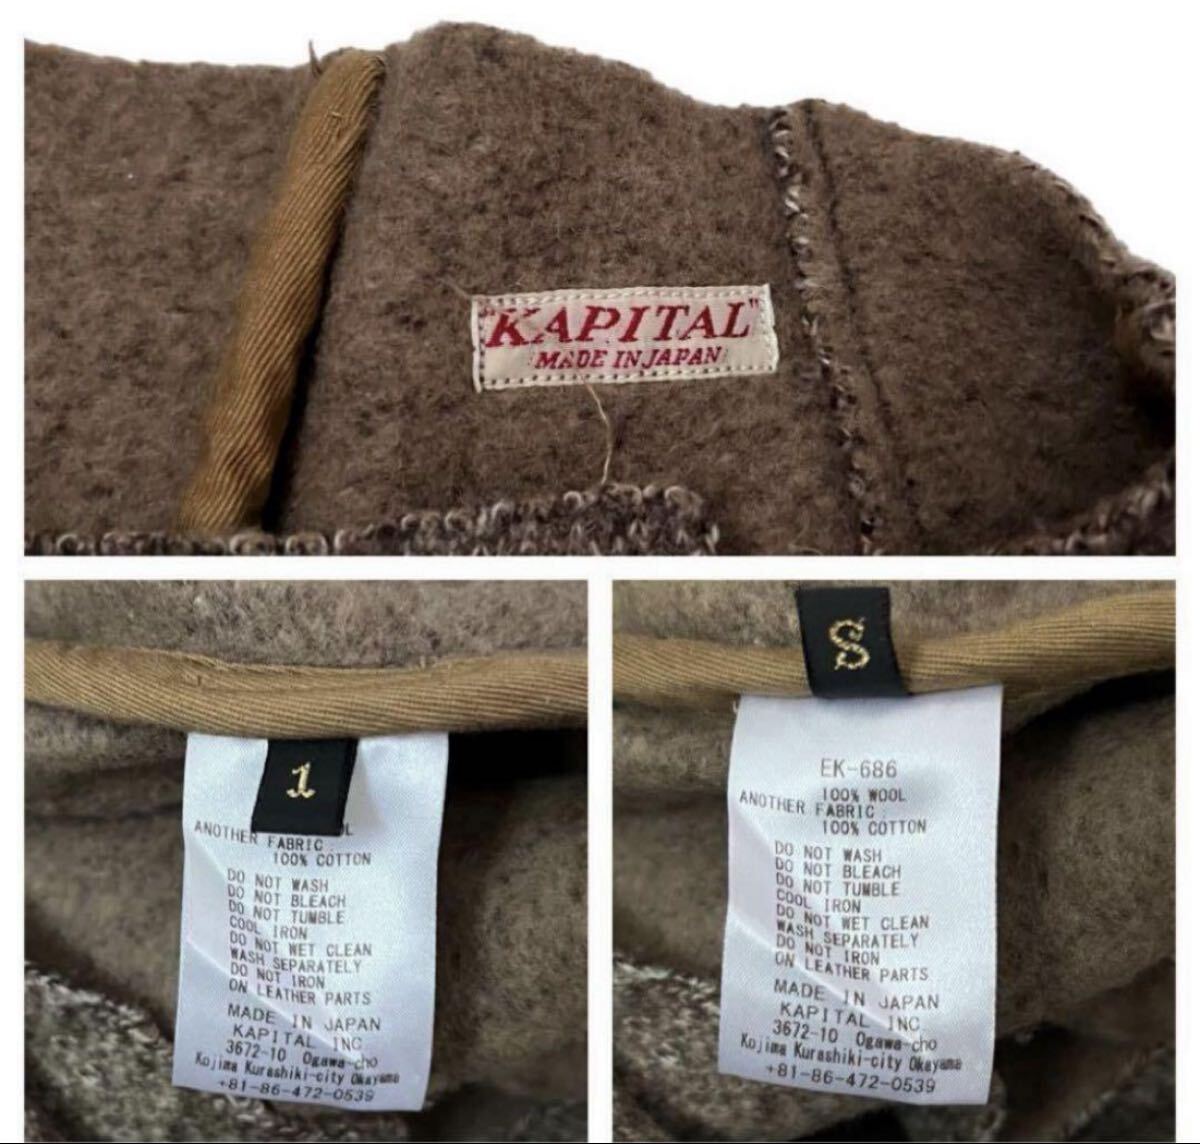 "KAPITAL"
MADE IN JAPAN
1
OL
ANOTHER FABRIC :
100% COTTON
DO NOT WASH
DO NOT BLEACH
DO NOT TUMBLE
COOL IRON
DO NOT WET CLEAN
WASH SEPARATELY
DO NOT IRON
ON LEATHER PARTS
MADE IN JAPAN
KAPITAL INC.
3672-10 Ogawa-cho
Kojima Kurashiki-city Okayama
+81-86-472-0539
S
EK-686
100% WOOL
ANOTHER FABRIC :
100% COTTON
DO NOT WASH
DO NOT BLEACH
DO NOT TUMBLE
COOL IRON
DO NOT WET CLEAN
WASH SEPARATELY
DO NOT IRON
ON LEATHER PARTS
MADE IN JAPAN
KAPITAL INC.
3672-10 Ogawa-cho
Kojima Kurashiki-city Okayama
+81-86-472-0539